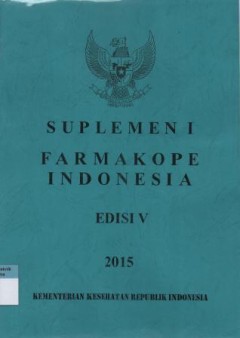 SUPLEMEN I
FARMAKOPE
INDONESIA
EDISI V
2015
KEMENTERIAN KESEHATAN REPUBLIK INDONESIA